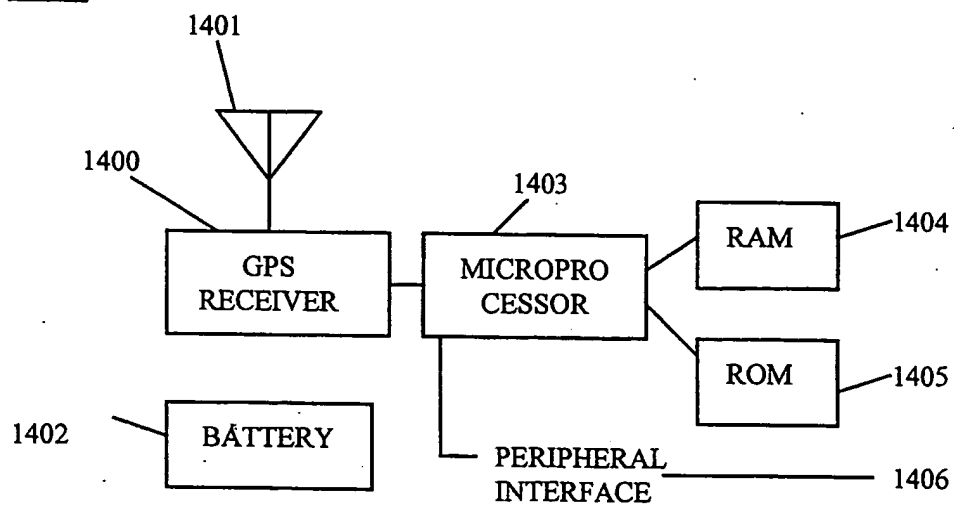 1401
1400
1403
GPS
RECEIVER
MICROPRO
CESSOR
RAM
1404
ROM
1405
1402
BATTERY
PERIPHERAL
INTERFACE
1406